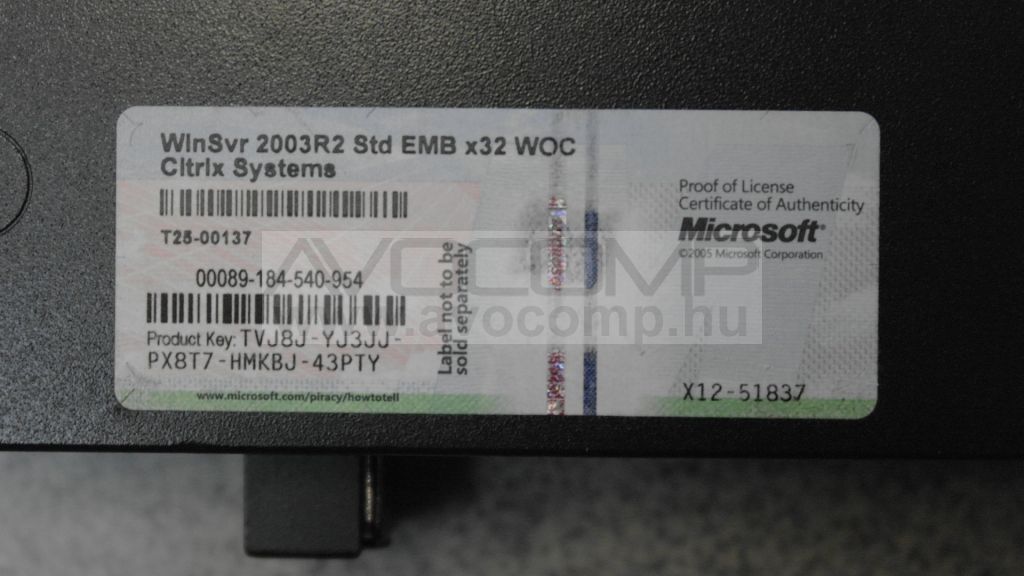 WinSvr 2003R2 Std EMB x32 WOC
Citrix Systems
T25-00137
00089-184-540-954
Product Key: TVJ8J-YJ3JJ-
PX8T7-HMKBJ-43PTY
www.microsoft.com/piracy/howtotell
Label not to be
sold separately
Proof of License
Certificate of Authenticity
Microsoft®
©2005 Microsoft Corporation
X12-51837
AVOCOMP
www.avocomp.hu